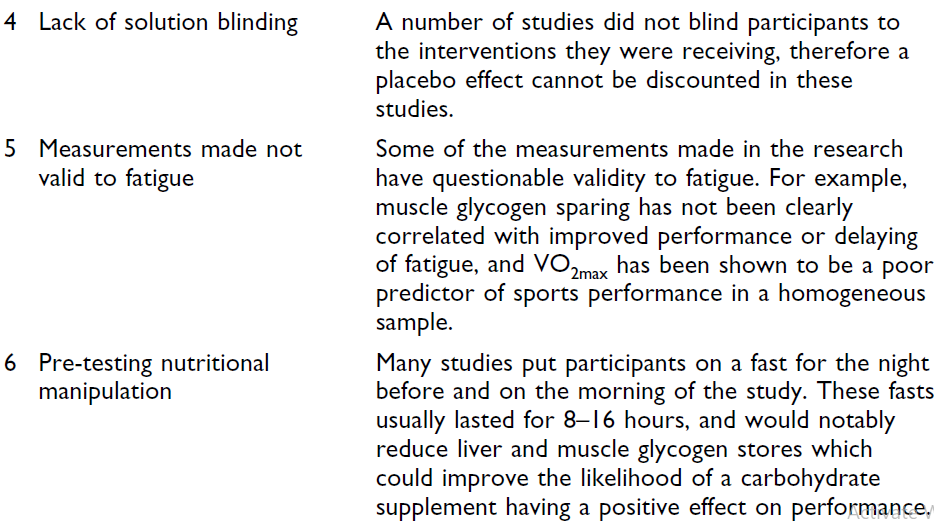 4 Lack of solution blinding
A number of studies did not blind participants to
the interventions they were receiving, therefore a
placebo effect cannot be discounted in these
studies.
5 Measurements made not
valid to fatigue
Some of the measurements made in the research
have questionable validity to fatigue. For example,
muscle glycogen sparing has not been clearly
correlated with improved performance or delaying
of fatigue, and VO2max has been shown to be a poor
predictor of sports performance in a homogeneous
sample.
6 Pre-testing nutritional
manipulation
Many studies put participants on a fast for the night
before and on the morning of the study. These fasts
usually lasted for 8–16 hours, and would notably
reduce liver and muscle glycogen stores which
could improve the likelihood of a carbohydrate
supplement having a positive effect on performance.